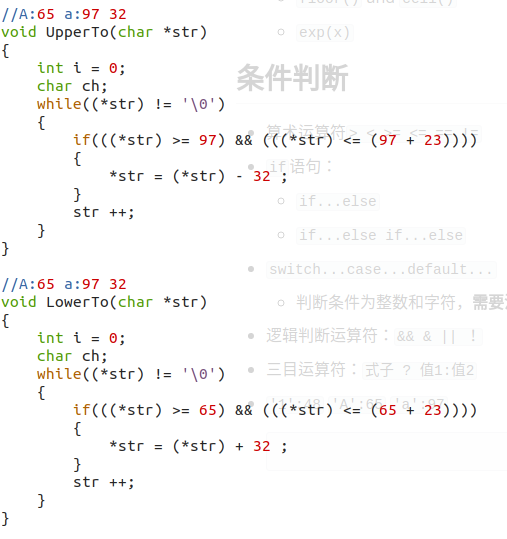 //A:65 a:97 32
void UpperTo(char *str)
{
    int i = 0;
    char ch;
    while((*str) != '\0')
    {
        if(((*str) >= 97) && (((*str) <= (97 + 23))))
        {
            *str = (*str) - 32 ;
        }
        str ++;
    }
}

//A:65 a:97 32
void LowerTo(char *str)
{
    int i = 0;
    char ch;
    while((*str) != '\0')
    {
        if(((*str) >= 65) && (((*str) <= (65 + 23))))
        {
            *str = (*str) + 32 ;
        }
        str ++;
    }
}
floor() and ceil()
exp(x)
条件判断
算术运算符 > < >= <= == !=
if 语句：
if...else
if...else if...else
switch...case...default...
判断条件为整数和字符，需要
逻辑判断运算符： && & || !
三目运算符： 式子 ? 值1:值2
'1':48 'A':65 'a':97